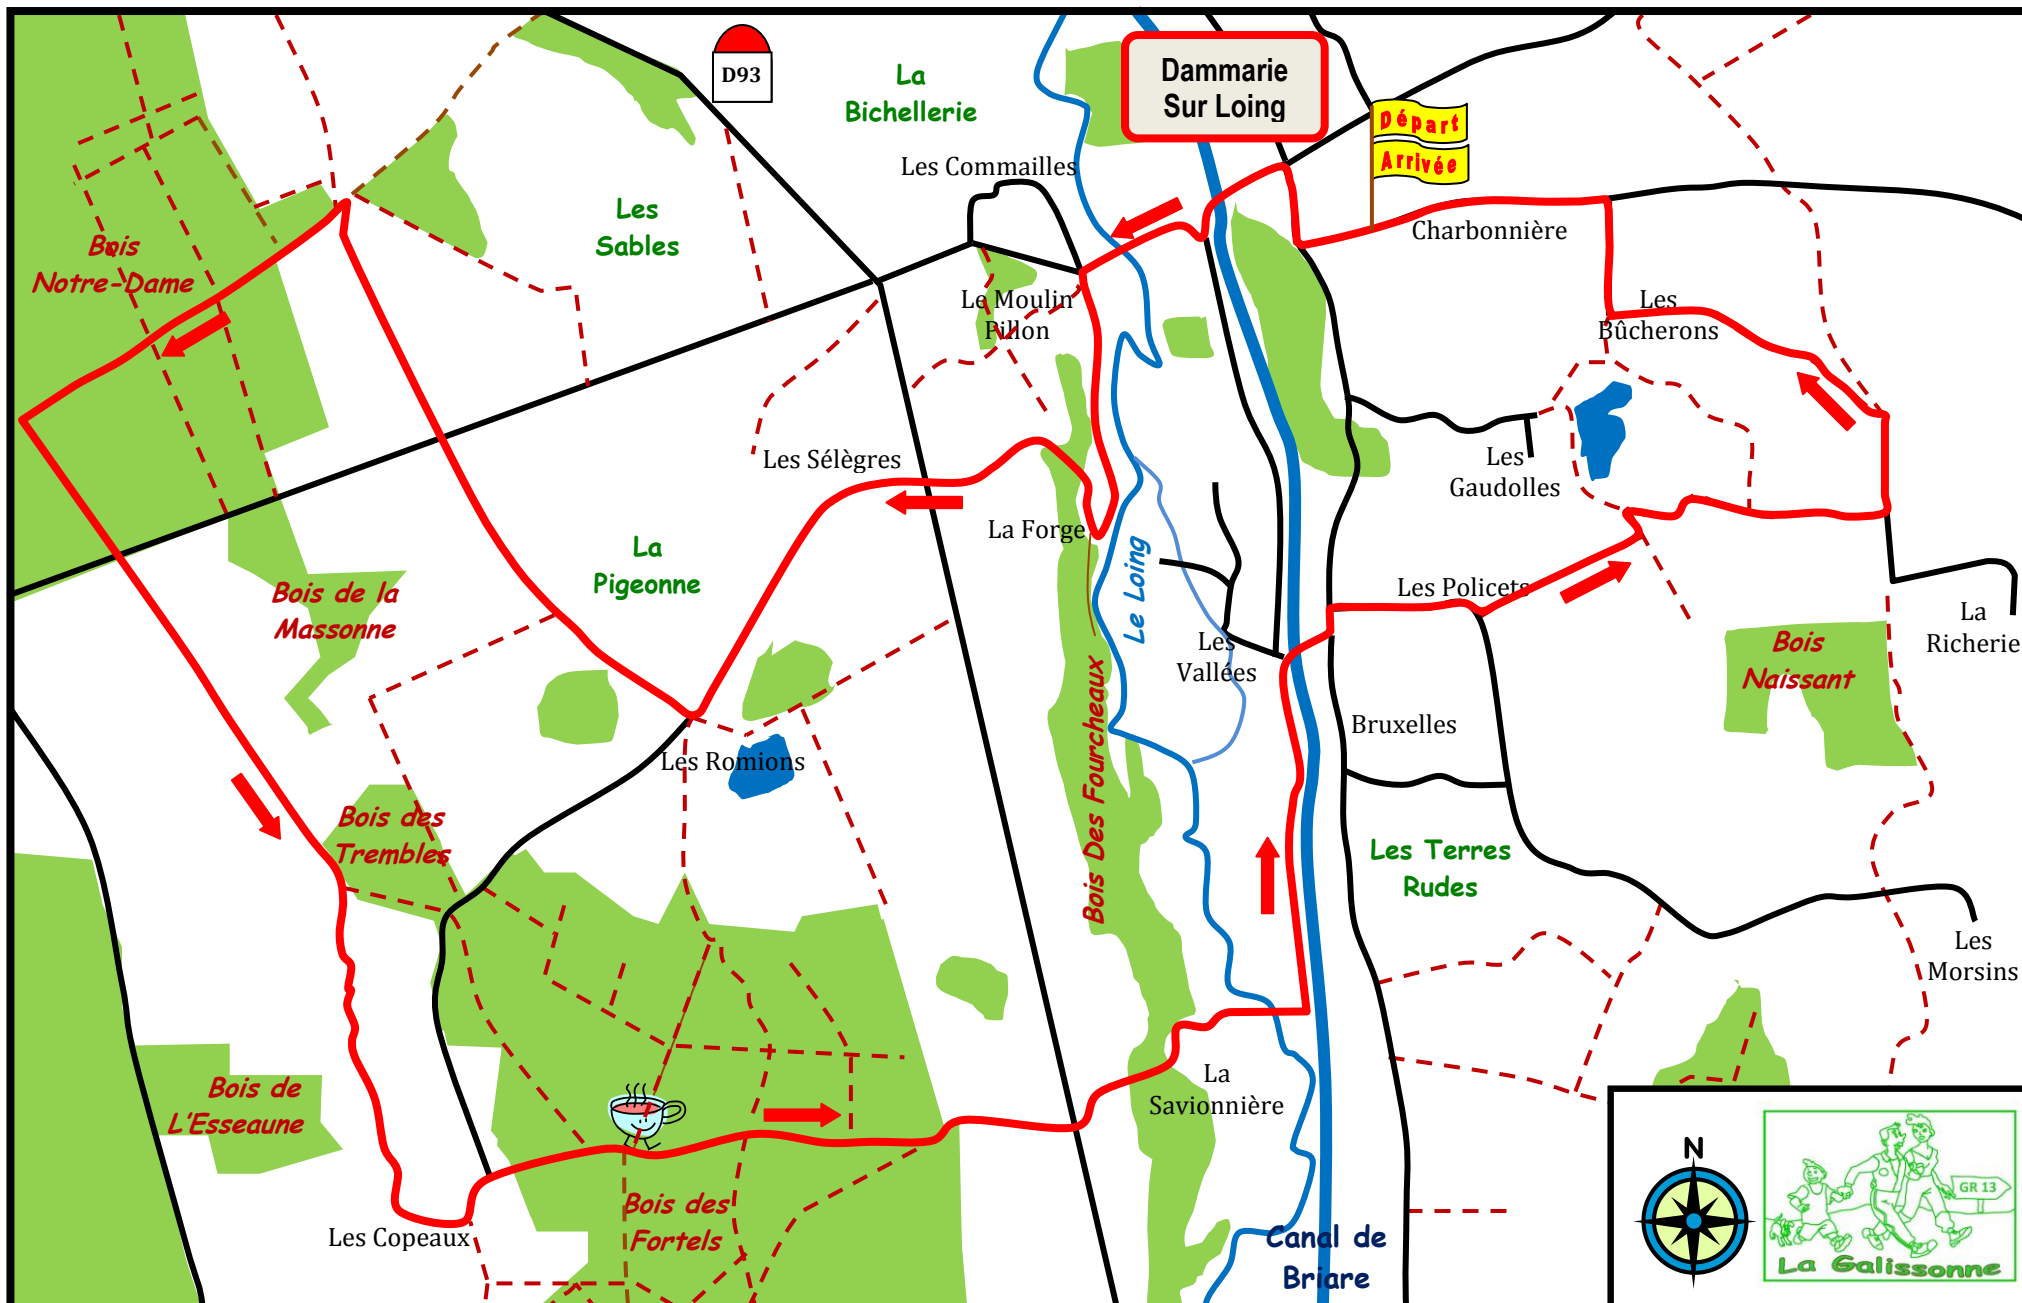 D93
La
Bichellerie
Dammarie
Sur Loing
Départ
Arrivée
Les Commailles
Les
Sables
Charbonnière
Bois
Notre-Dame
Le Moulin
Pillon
Les
Bûcherons
Les Sélègres
Les
Gaudolles
La Forge
La
Pigeonne
Le Loing
Les Policets
Bois de la
Massonne
La
Richerie
Les
Vallées
Bois
Naissant
Bois Des Fourcheaux
Bruxelles
Les Romions
Bois des
Trembles
Les Terres
Rudes
Les
Morsins
Bois de
L'Esseaune
La
Savionnière
Bois des
Fortels
Les Copeaux
Canal de
Briare
N
GR 13
La Galissonne